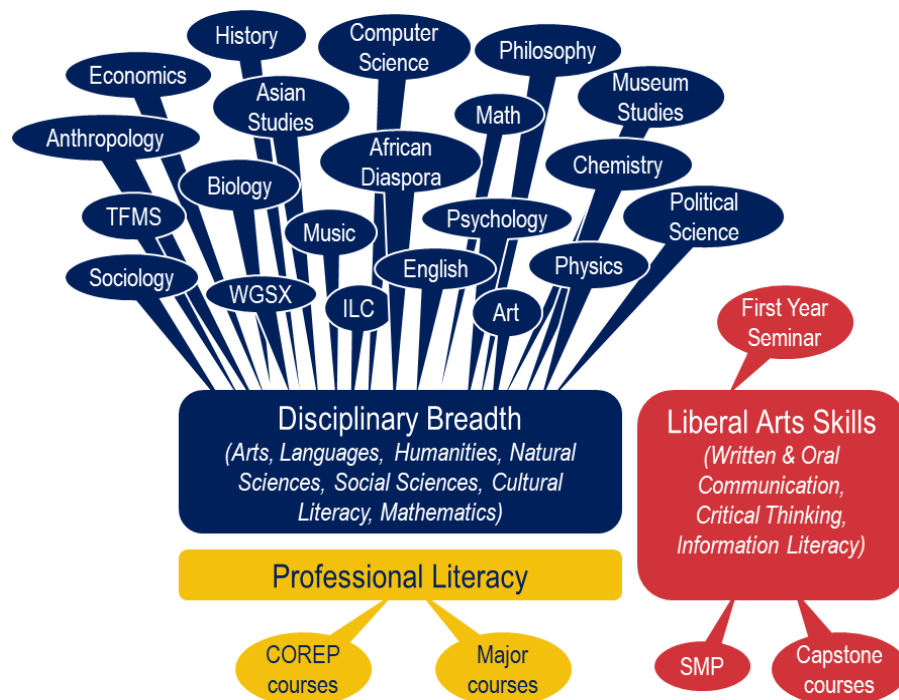 History
Computer
Science
Philosophy
Economics
Asian
Studies
Museum
Studies
Math
Anthropology
African
Diaspora
Chemistry
Biology
Political
Science
TFMS
Psychology
Music
Sociology
English
Physics
WGSX
ILC
Art
First Year
Seminar
Disciplinary Breadth
(Arts, Languages, Humanities, Natural
Sciences, Social Sciences, Cultural
Literacy, Mathematics)
Liberal Arts Skills
(Written & Oral
Communication,
Critical Thinking,
Information Literacy)
Professional Literacy
COREP
courses
Major
courses
SMP
Capstone
courses